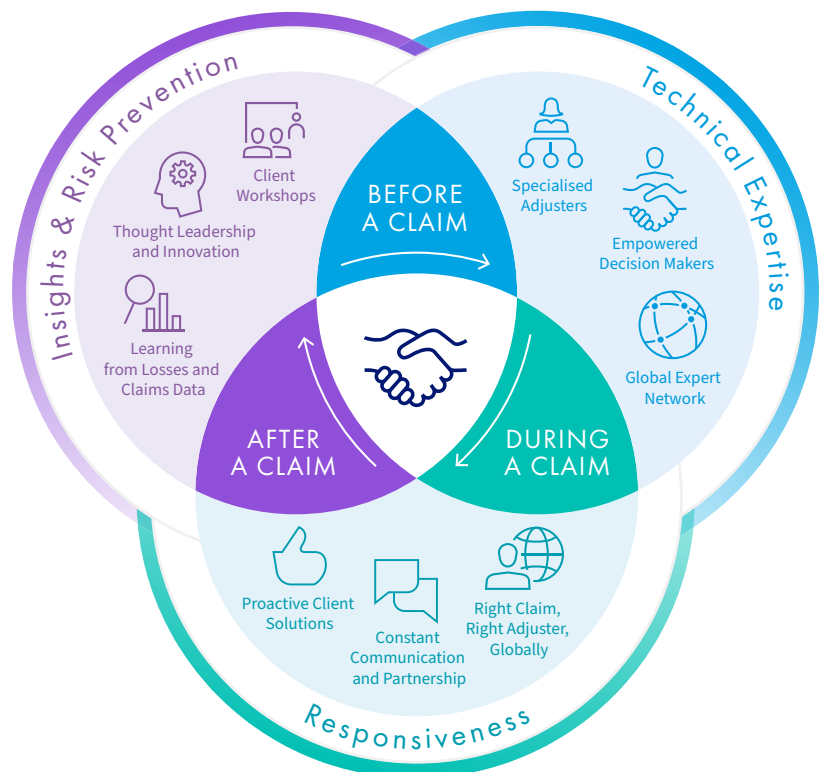 Insights & Risk Prevention
Client
Workshops
Thought Leadership
and Innovation
Learning
from Losses and
Claims Data
Technical Expertise
Specialised
Adjusters
Empowered
Decision Makers
Global Expert
Network
BEFORE
A CLAIM
DURING
A CLAIM
AFTER
A CLAIM
Proactive Client
Solutions
Constant
Communication
and Partnership
Right Claim,
Right Adjuster,
Globally
Responsiveness